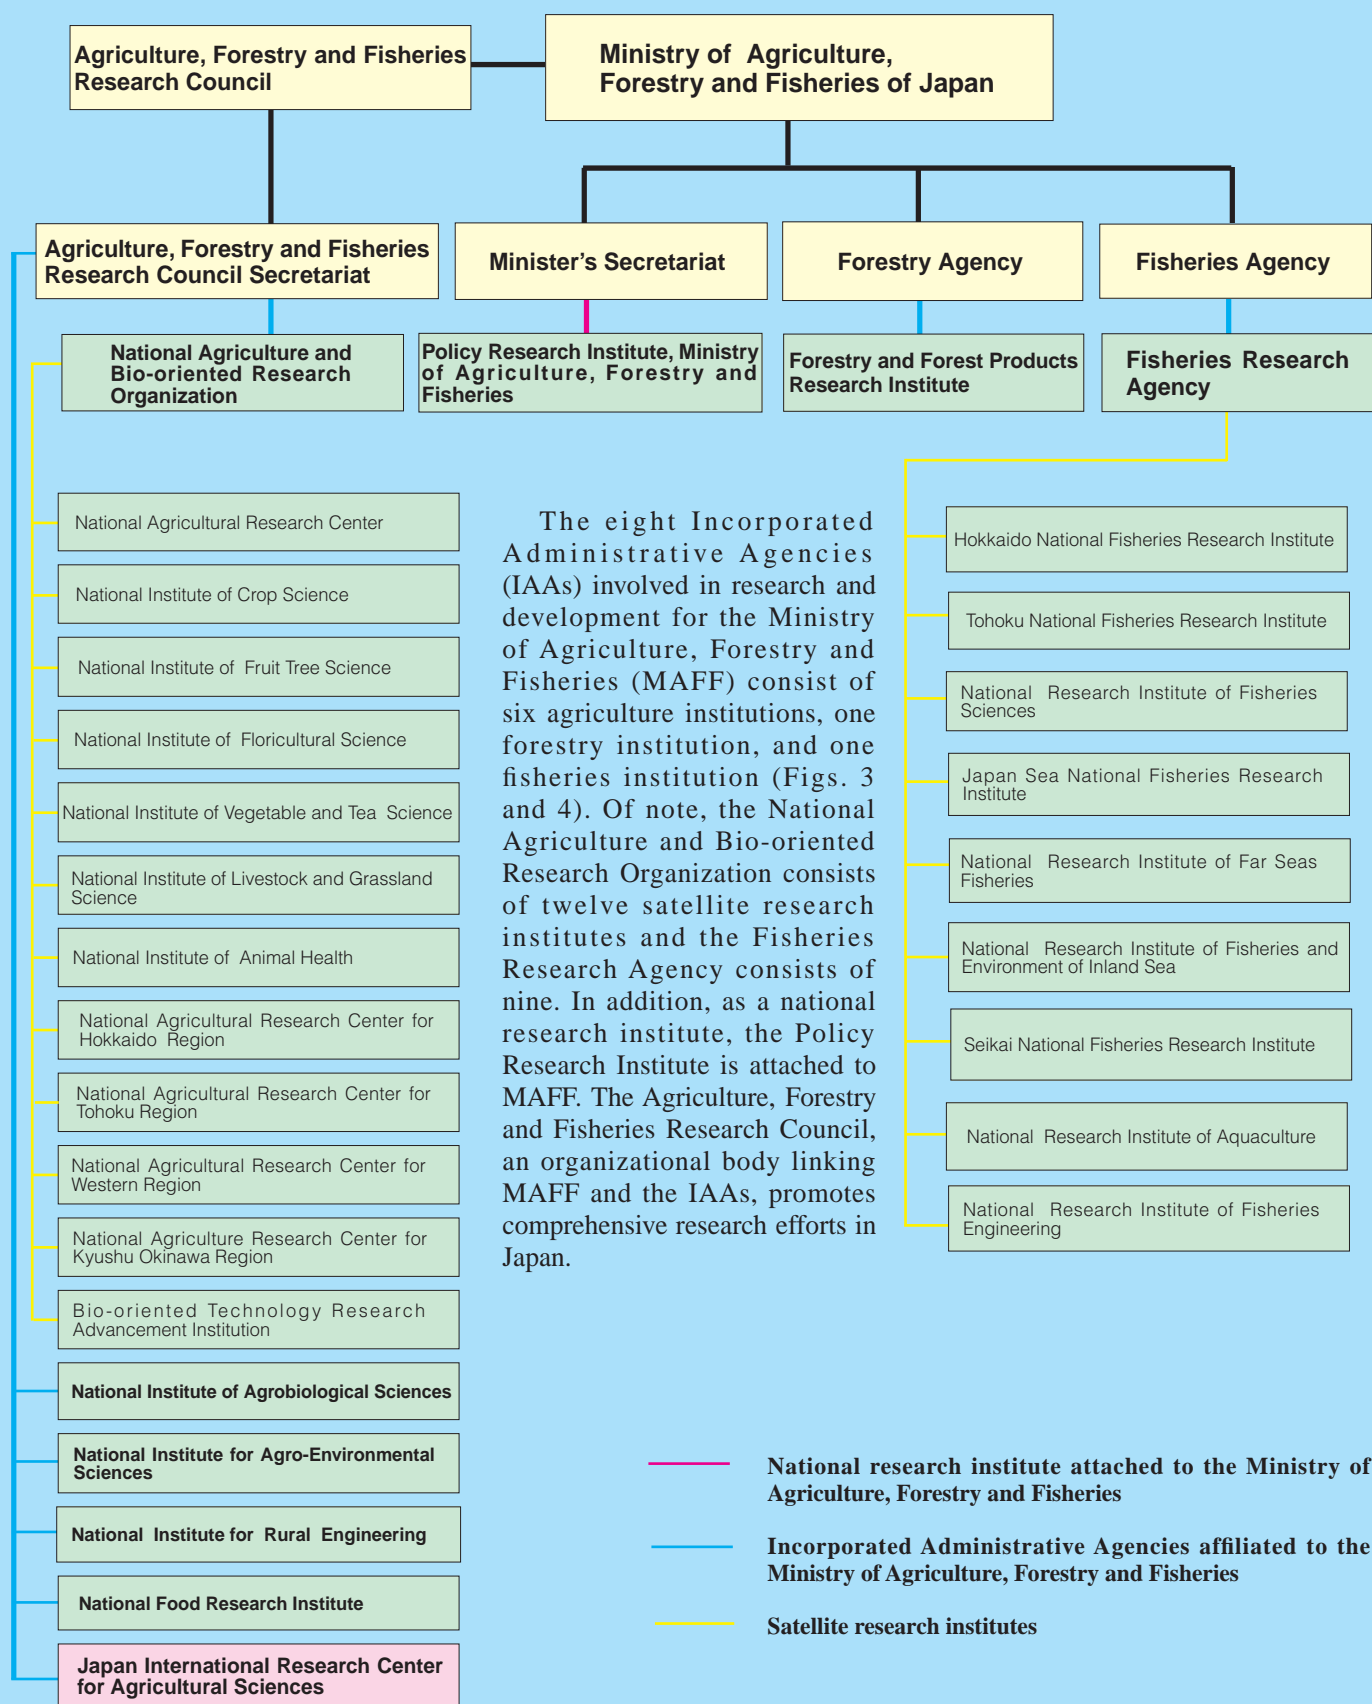 Agriculture, Forestry and Fisheries
Research Council
Ministry of Agriculture,
Forestry and Fisheries of Japan
Agriculture, Forestry and Fisheries
Research Council Secretariat
Minister's Secretariat
Forestry Agency
Fisheries Agency
National Agriculture and
Bio-oriented Research
Organization
Policy Research Institute, Ministry
of Agriculture, Forestry and
Fisheries
Forestry and Forest Products
Research Institute
Fisheries Research
Agency
National Agricultural Research Center
National Institute of Crop Science
National Institute of Fruit Tree Science
National Institute of Floricultural Science
National Institute of Vegetable and Tea Science
National Institute of Livestock and Grassland
Science
National Institute of Animal Health
National Agricultural Research Center for
Hokkaido Region
National Agricultural Research Center for
Tohoku Region
National Agricultural Research Center for
Western Region
National Agriculture Research Center for
Kyushu Okinawa Region
Bio-oriented Technology Research
Advancement Institution
National Institute of Agrobiological Sciences
National Institute for Agro-Environmental
Sciences
National Institute for Rural Engineering
National Food Research Institute
Japan International Research Center
for Agricultural Sciences
The eight Incorporated
Administrative Agencies
(IAAs) involved in research and
development for the Ministry
of Agriculture, Forestry and
Fisheries (MAFF) consist of
six agriculture institutions, one
forestry institution, and one
fisheries institution (Figs. 3
and 4). Of note, the National
Agriculture and Bio-oriented
Research Organization consists
of twelve satellite research
institutes and the Fisheries
Research Agency consists of
nine. In addition, as a national
research institute, the Policy
Research Institute is attached to
MAFF. The Agriculture, Forestry
and Fisheries Research Council,
an organizational body linking
MAFF and the IAAs, promotes
comprehensive research efforts in
Japan.
Hokkaido National Fisheries Research Institute
Tohoku National Fisheries Research Institute
National Research Institute of Fisheries
Sciences
Japan Sea National Fisheries Research
Institute
National Research Institute of Far Seas
Fisheries
National Research Institute of Fisheries and
Environment of Inland Sea
Seikai National Fisheries Research Institute
National Research Institute of Aquaculture
National Research Institute of Fisheries
Engineering
National research institute attached to the Ministry of
Agriculture, Forestry and Fisheries
Incorporated Administrative Agencies affiliated to the
Ministry of Agriculture, Forestry and Fisheries
Satellite research institutes